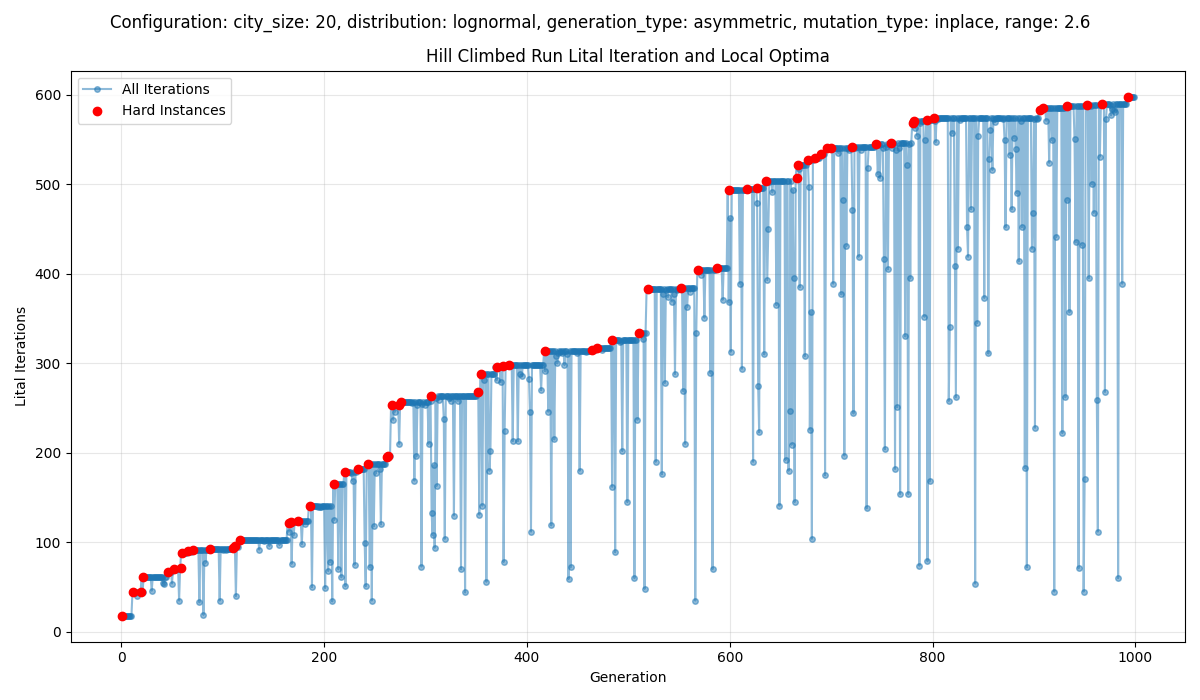 Configuration: city_size: 20, distribution: lognormal, generation_type: asymmetric, mutation_type: inplace, range: 2.6
Hill Climbed Run Lital Iteration and Local Optima
All Iterations
Hard Instances
600
500
400
300
200
100
0
Lital Iterations
0 200 400 600 800 1000
Generation